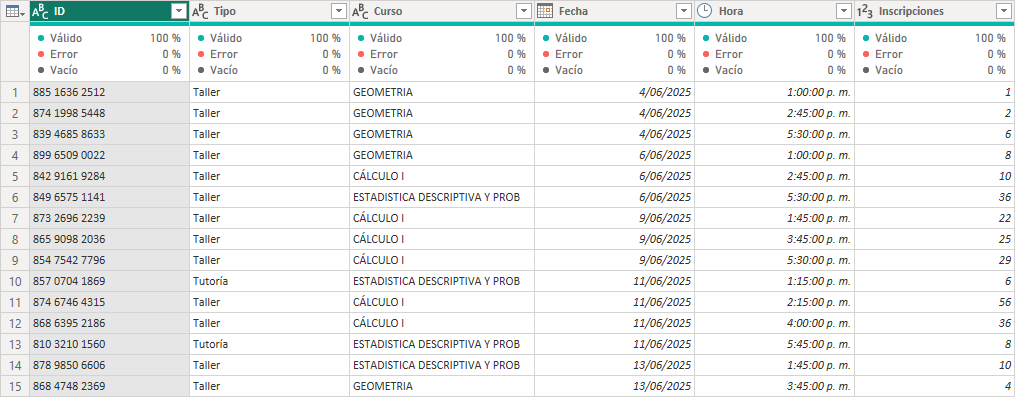 ABC ID ABC Tipo ABC Curso Fecha Hora 123 Inscripciones
Válido 100 % Válido 100 % Válido 100 % Válido 100 % Válido 100 % Válido 100 %
Error 0 % Error 0 % Error 0 % Error 0 % Error 0 % Error 0 %
Vacío 0 % Vacío 0 % Vacío 0 % Vacío 0 % Vacío 0 % Vacío 0 %
1 885 1636 2512 Taller GEOMETRIA 4/06/2025 1:00:00 p. m. 1
2 874 1998 5448 Taller GEOMETRIA 4/06/2025 2:45:00 p. m. 2
3 839 4685 8633 Taller GEOMETRIA 4/06/2025 5:30:00 p. m. 6
4 899 6509 0022 Taller GEOMETRIA 6/06/2025 1:00:00 p. m. 8
5 842 9161 9284 Taller CÁLCULO I 6/06/2025 2:45:00 p. m. 10
6 849 6575 1141 Taller ESTADISTICA DESCRIPTIVA Y PROB 6/06/2025 5:30:00 p. m. 36
7 873 2696 2239 Taller CÁLCULO I 9/06/2025 1:45:00 p. m. 22
8 865 9098 2036 Taller CÁLCULO I 9/06/2025 3:45:00 p. m. 25
9 854 7542 7796 Taller CÁLCULO I 9/06/2025 5:30:00 p. m. 29
10 857 0704 1869 Tutoría ESTADISTICA DESCRIPTIVA Y PROB 11/06/2025 1:15:00 p. m. 6
11 874 6746 4315 Taller CÁLCULO I 11/06/2025 2:15:00 p. m. 56
12 868 6395 2186 Taller CÁLCULO I 11/06/2025 4:00:00 p. m. 36
13 810 3210 1560 Tutoría ESTADISTICA DESCRIPTIVA Y PROB 11/06/2025 5:45:00 p. m. 8
14 878 9850 6606 Taller ESTADISTICA DESCRIPTIVA Y PROB 13/06/2025 1:45:00 p. m. 10
15 868 4748 2369 Taller GEOMETRIA 13/06/2025 3:45:00 p. m. 4